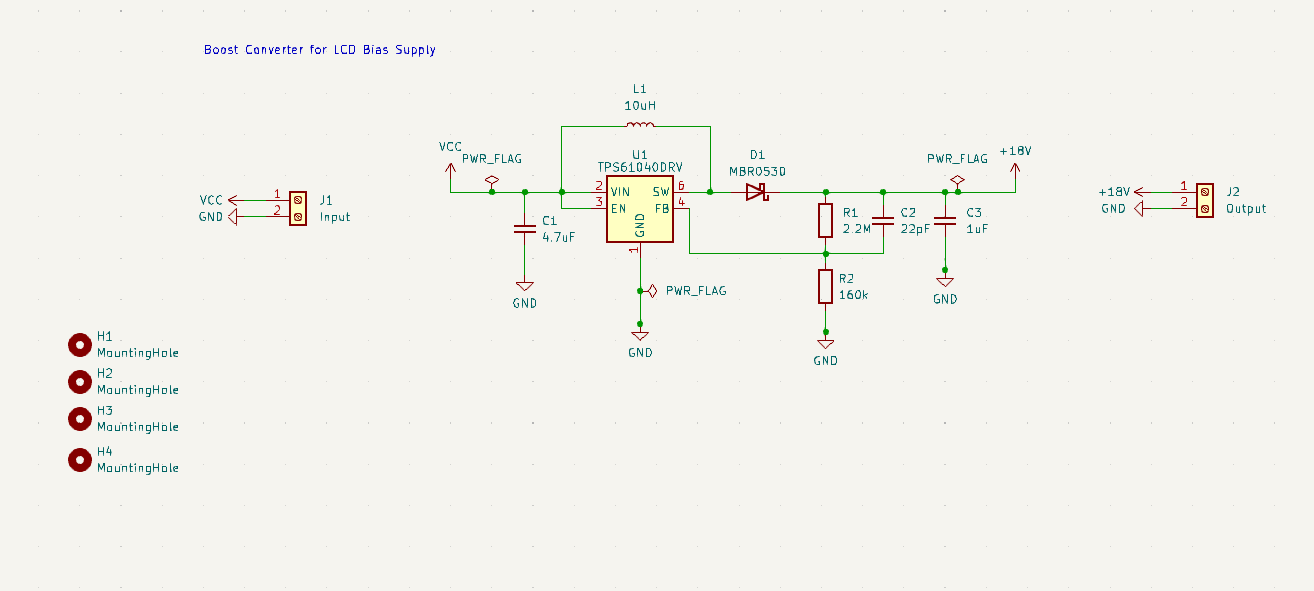 Boost Converter for LCD Bias Supply
L1
10uH
VCC
PWR_FLAG
U1
TPS61040DRV
2 VIN
SW 6
3 EN
FB 4
GND
1
D1
MBR053D
PWR_FLAG
+18V
VCC
GND
1
2
J1
Input
C1
4.7uF
GND
R1
2.2M
C2
22pF
C3
1uF
GND
+18V
GND
1
2
J2
Output
PWR_FLAG
GND
R2
160k
GND
H1
MountingHole
H2
MountingHole
H3
MountingHole
H4
MountingHole